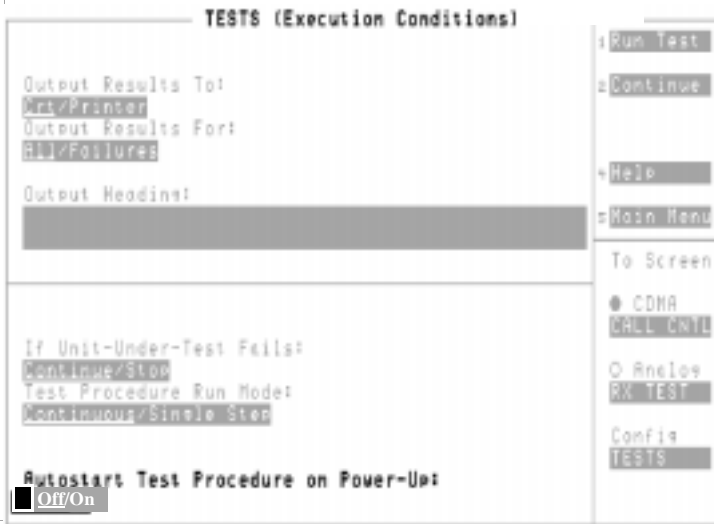 TESTS (Execution Conditions)
Output Results To:
Crt/Printer
Output Results For:
All/Failures
Output Heading:
If Unit-Under-Test Fails:
Continue/Stop
Test Procedure Run Mode:
Continuous/Single Step
Autostart Test Procedure on Power-Up:
Off/On
1 Run Test
2 Continue
4 Help
5 Main Menu
To Screen
CDMA
CALL CNTL
Analog
RX TEST
Config
TESTS